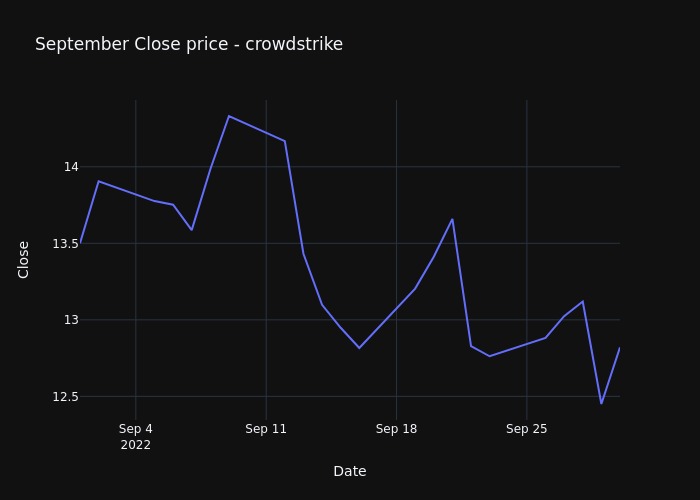 September Close price - crowdstrike
Close
14
13.5
13
12.5
Sep 4
2022
Sep 11
Sep 18
Sep 25
Date